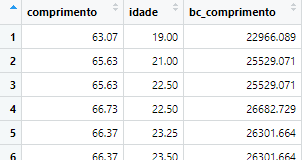 comprimento idade bc_comprimento
1 63.07 19.00 22966.089
2 65.63 21.00 25529.071
3 65.63 22.50 25529.071
4 66.73 22.50 26682.729
5 66.37 23.25 26301.664
6 66.37 23.50 26301.664